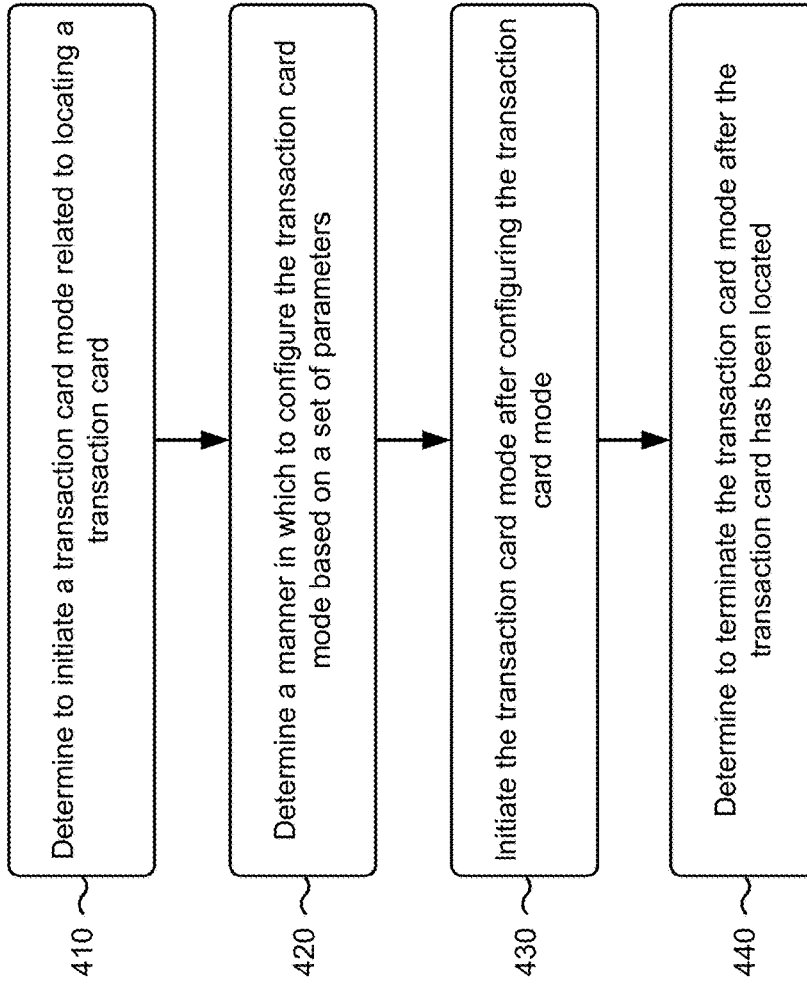 410
Determine to initiate a transaction card mode related to locating a
transaction card
420
Determine a manner in which to configure the transaction card
mode based on a set of parameters
430
Initiate the transaction card mode after configuring the transaction
card mode
440
Determine to terminate the transaction card mode after the
transaction card has been located